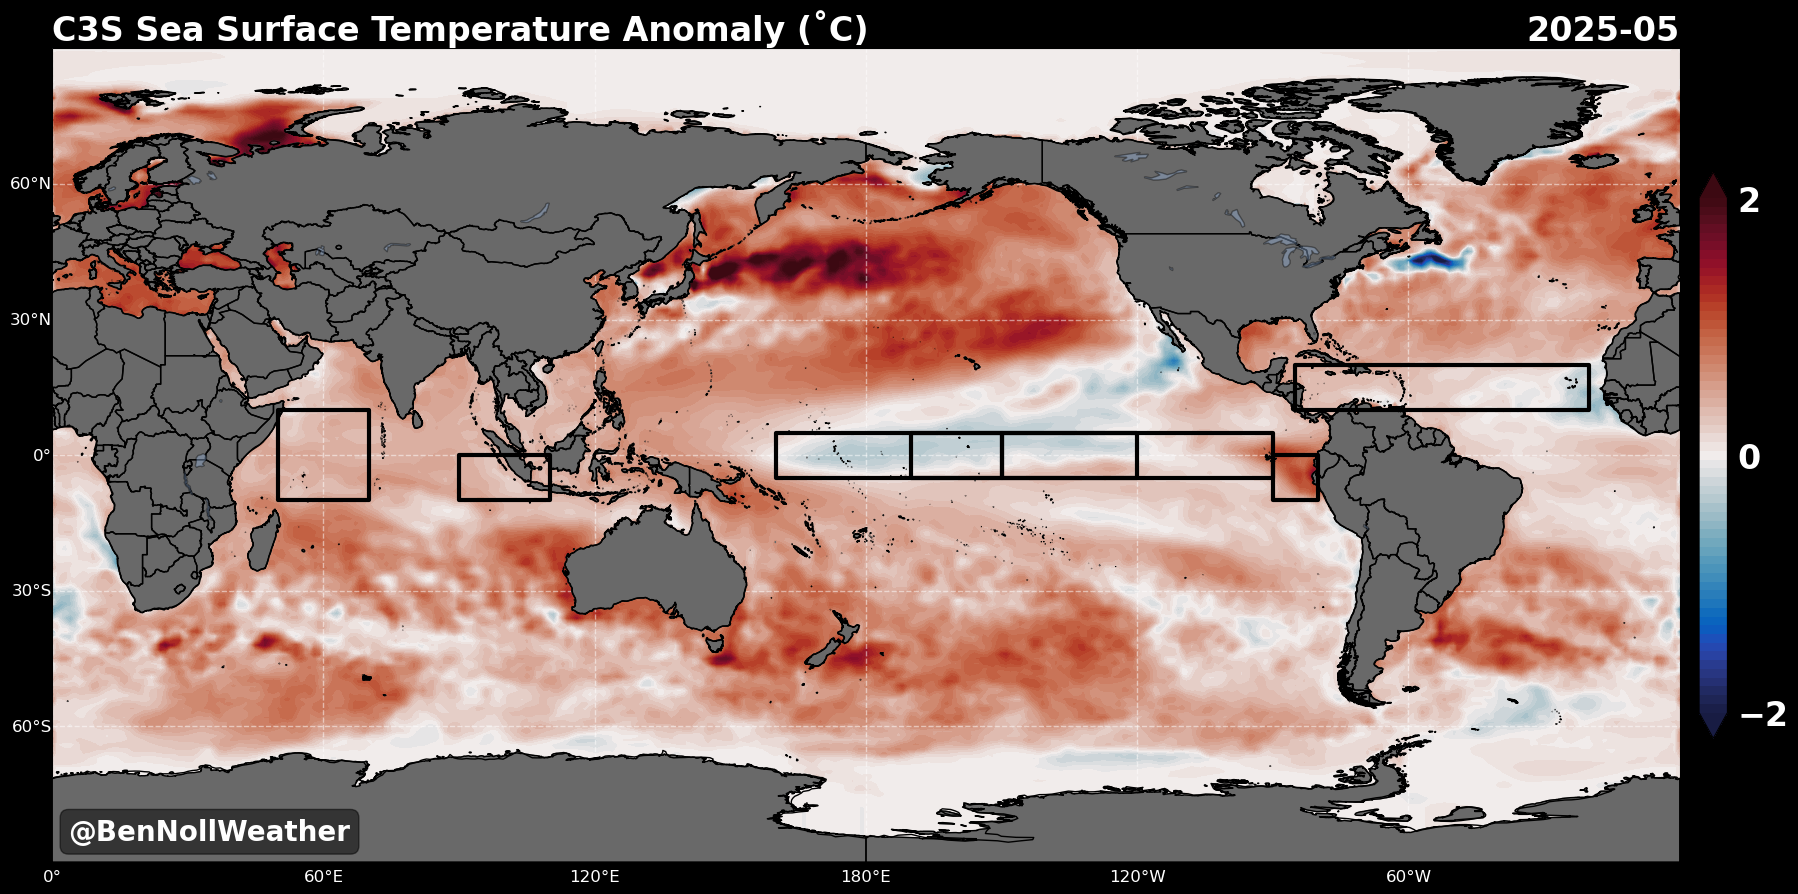 C3S Sea Surface Temperature Anomaly (˚C)
2025-05
60°N
30°N
0°
30°S
60°S
2
0
−2
@BenNollWeather
0°
60°E
120°E
180°E
120°W
60°W